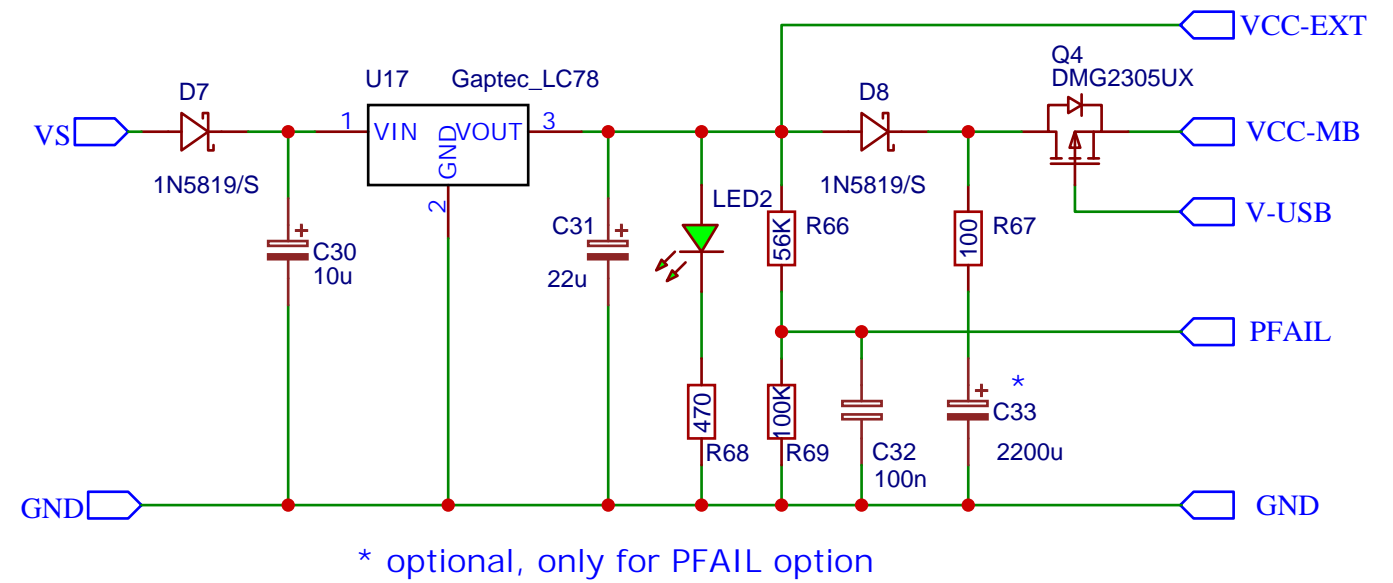 VCC-EXT
Q4
DMG2305UX
U17 Gaptec_LC78
D7
D8
VS
1
VIN
GND
VOUT
3
VCC-MB
1N5819/S
2
1N5819/S
LED2
V-USB
C31
22u
+
C30
10u
+
56K
R66
100
R67
PFAIL
*
470
R68
100K
R69
C32
100n
+
C33
2200u
GND
GND
* optional, only for PFAIL option